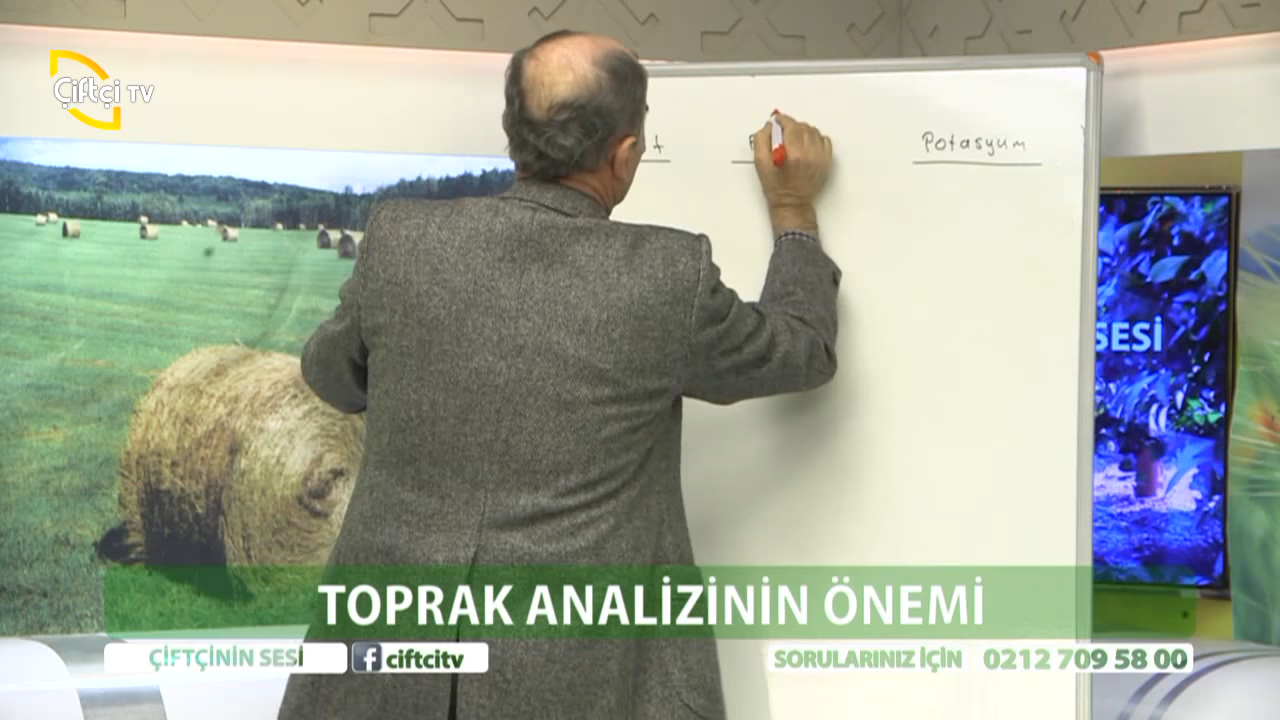 Çiftçi TV
Potasyum
SESİ
TOPRAK ANALİZİNİN ÖNEMİ
ÇİFTÇİNİN SESİ
f ciftcitv
SORULARINIZ İÇİN 0212 709 58 00